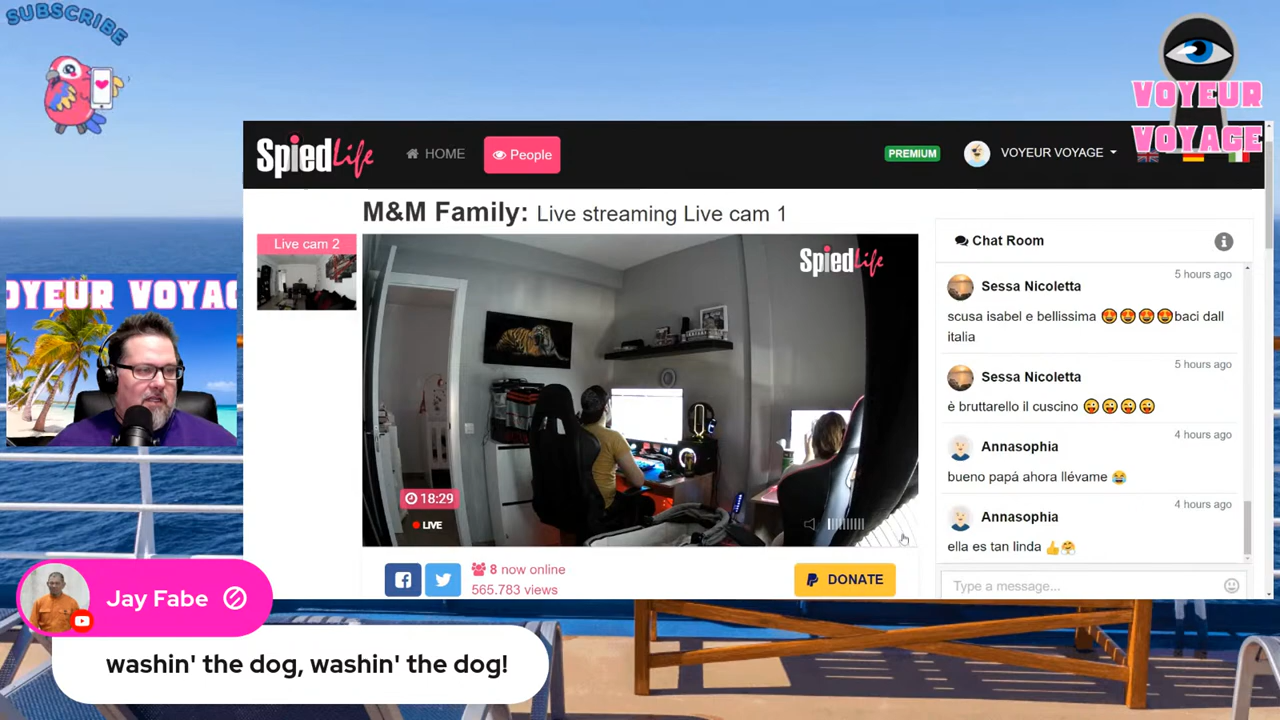 SUBSCRIBE
VOYEUR
VOYAGE
SpiedLife
HOME
People
PREMIUM
VOYEUR VOYAGE
M&M Family: Live streaming Live cam 1
Live cam 2
SpiedLife
18:29
LIVE
8 now online
565.783 views
DONATE
Chat Room
5 hours ago
Sessa Nicoletta
scusa isabel e bellissima 😍😍😍😍baci dall
italia
5 hours ago
Sessa Nicoletta
è bruttarello il cuscino 😜😜😜😜
4 hours ago
Annasophia
bueno papá ahora llévame 😂
4 hours ago
Annasophia
ella es tan linda 👍🤗
Type a message...
OYEUR VOYAG
Jay Fabe
washin' the dog, washin' the dog!